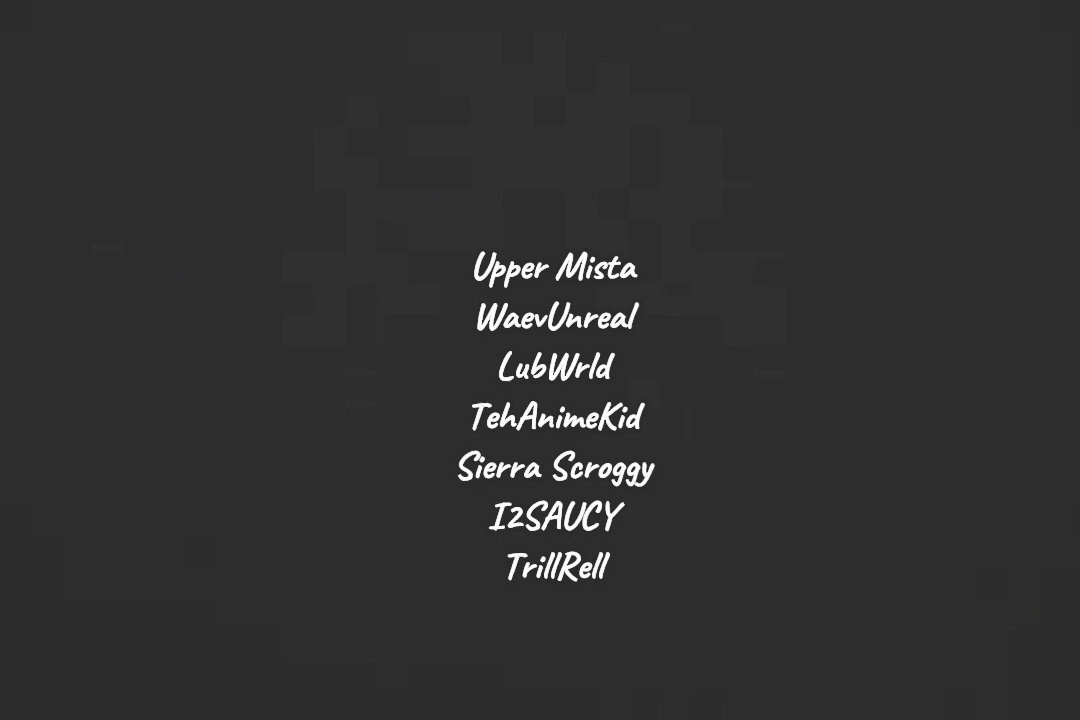 Upper Mista
WaevUnreal
LubWrld
TehAnimeKid
Sierra Scroggy
I2SAUCY
TrillRell